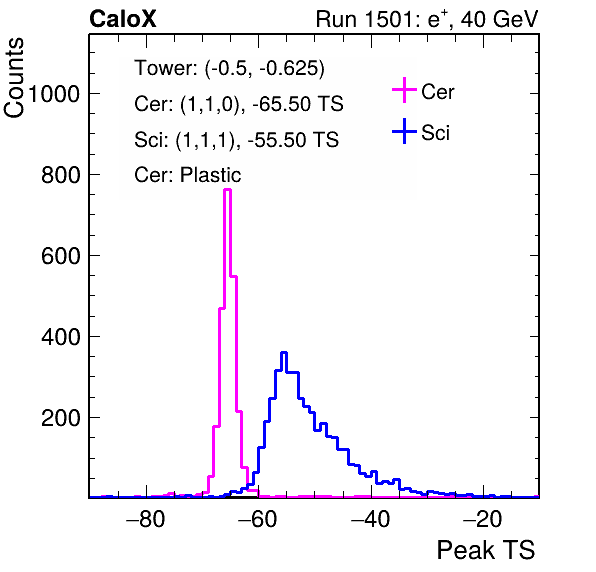 CaloX Run 1501: e⁺, 40 GeV
Counts
Tower: (-0.5, -0.625)
Cer: (1,1,0), -65.50 TS
Sci: (1,1,1), -55.50 TS
Cer: Plastic
Cer
Sci
1000
800
600
400
200
−80 −60 −40 −20
Peak TS